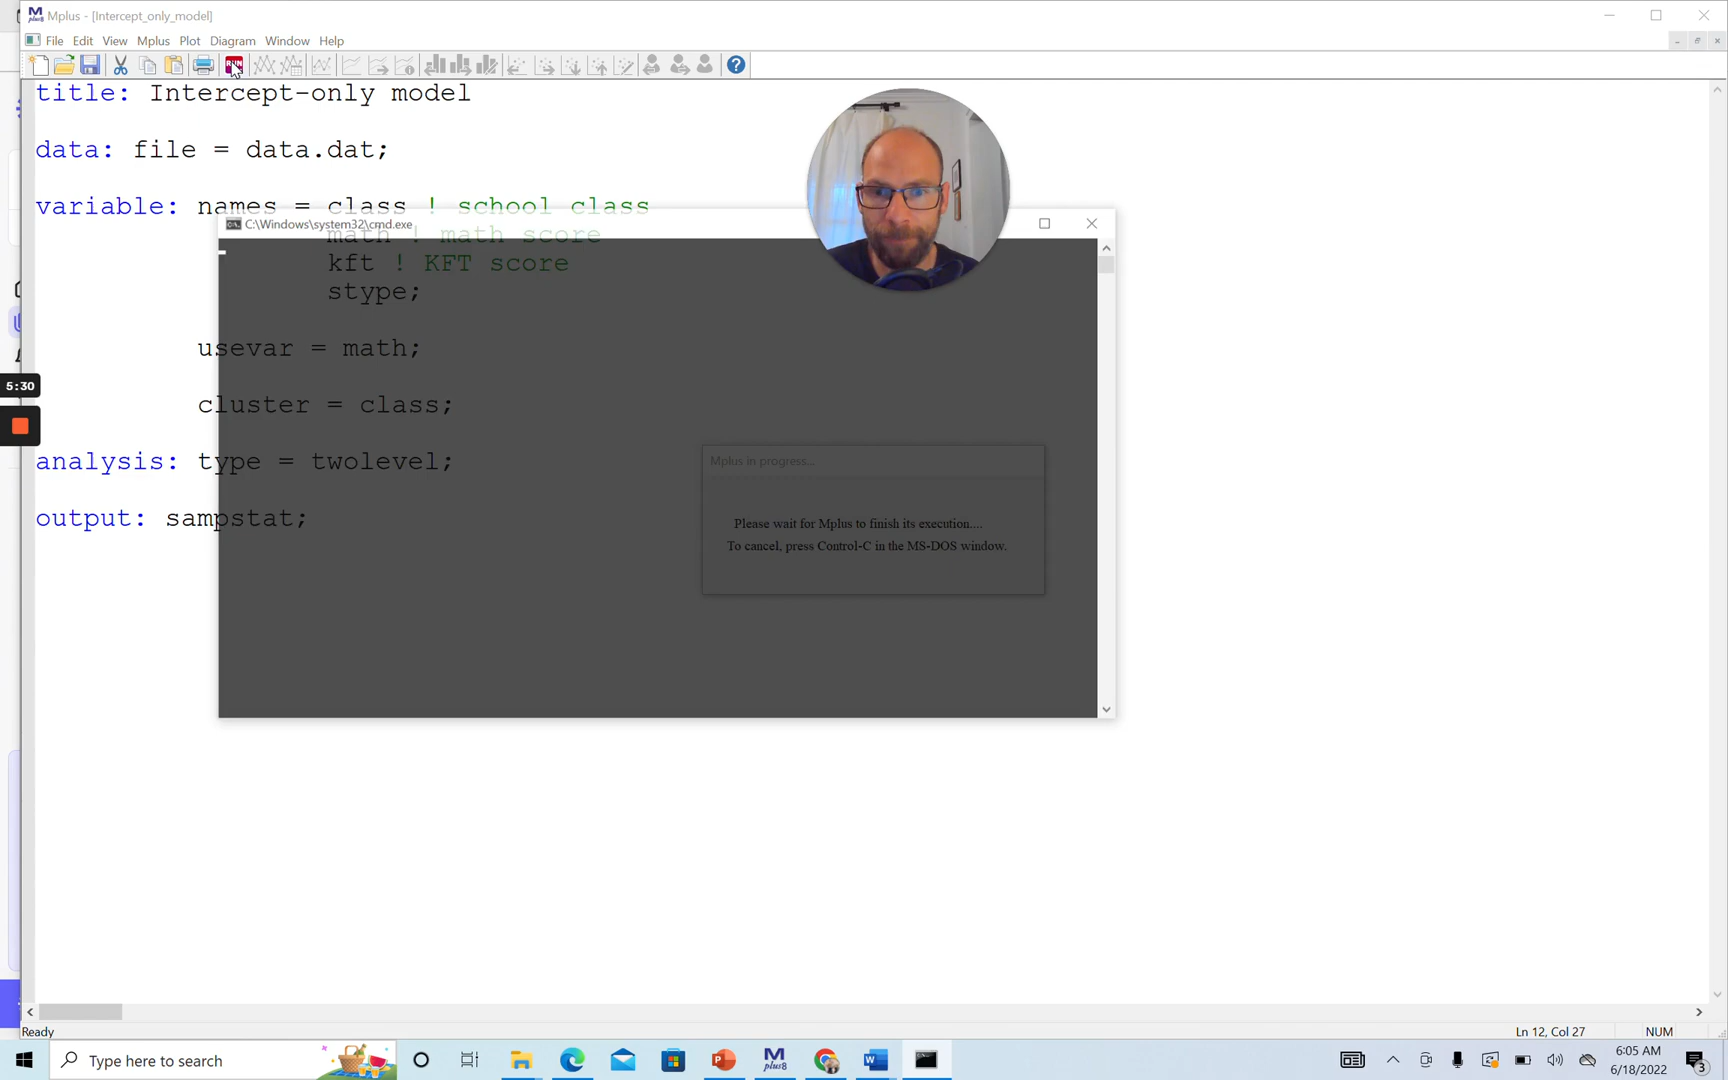 Mplus - [Intercept_only_model]
File Edit View Mplus Plot Diagram Window Help
RUN
title: Intercept-only model
data: file = data.dat;
variable: names = class ! school class
C:\Windows\system32\cmd.exe
math ! math score
kft ! KFT score
stype;
usevar = math;
5:30
cluster = class;
analysis: type = twolevel;
Mplus in progress...
Please wait for Mplus to finish its execution....
To cancel, press Control-C in the MS-DOS window.
output: sampstat;
Ready
Ln 12, Col 27
NUM
Type here to search
6:05 AM
6/18/2022
3